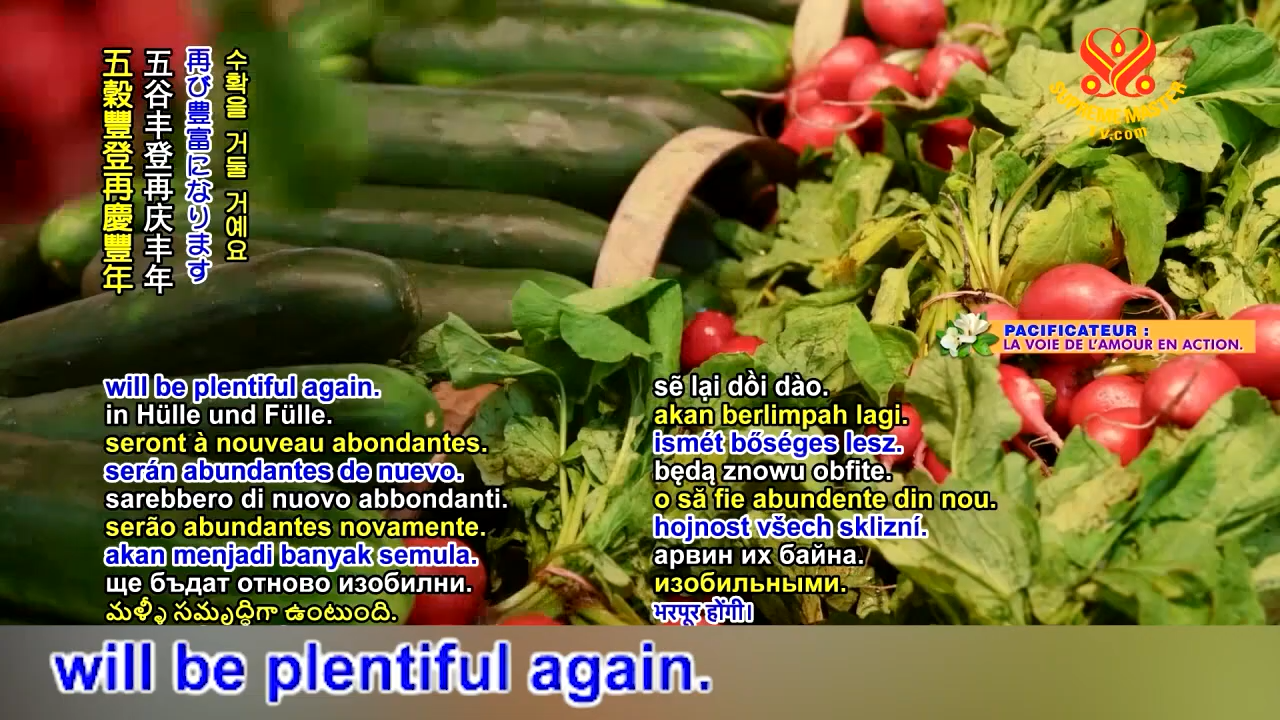 수확을 거둘 거예요
再び豊富になります
五谷丰登再庆丰年
五穀豐登再慶豐年
SUPREME MASTER
TV.com
PACIFICATEUR :
LA VOIE DE L'AMOUR EN ACTION.
will be plentiful again.
in Hülle und Fülle.
seront à nouveau abondantes.
serán abundantes de nuevo.
sarebbero di nuovo abbondanti.
serão abundantes novamente.
akan menjadi banyak semula.
ще бъдат отново изобилни.
మళ్ళీ సమృద్ధిగా ఉంటుంది.
sẽ lại dồi dào.
akan berlimpah lagi.
ismét bőséges lesz.
będą znowu obfite.
o să fie abundente din nou.
hojnost všech sklizní.
арвин их байна.
изобильными.
भरपूर होंगी।
will be plentiful again.